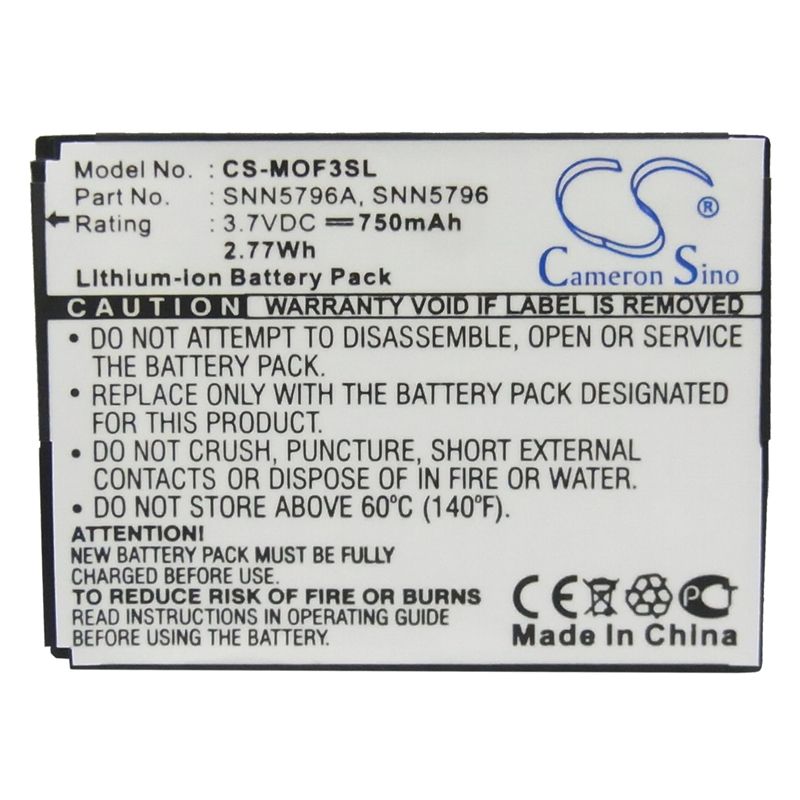 Model No. : CS-MOF3SL
Part No. : SNN5796A, SNN5796
Rating : 3.7VDC ⎓ 750mAh
2.77Wh
Lithium-ion Battery Pack
CS ®
Cameron Sino
CAUTION WARRANTY VOID IF LABEL IS REMOVED
• DO NOT ATTEMPT TO DISASSEMBLE, OPEN OR SERVICE
THE BATTERY PACK.
• REPLACE ONLY WITH THE BATTERY PACK DESIGNATED
FOR THIS PRODUCT.
• DO NOT CRUSH, PUNCTURE, SHORT EXTERNAL
CONTACTS OR DISPOSE OF IN FIRE OR WATER.
• DO NOT STORE ABOVE 60°C (140°F).
ATTENTION:
NEW BATTERY PACK MUST BE FULLY
CHARGED BEFORE USE.
TO REDUCE RISK OF FIRE OR BURNS
READ INSTRUCTIONS IN OPERATING GUIDE
BEFORE USING THE BATTERY.
CE PC
Made In China